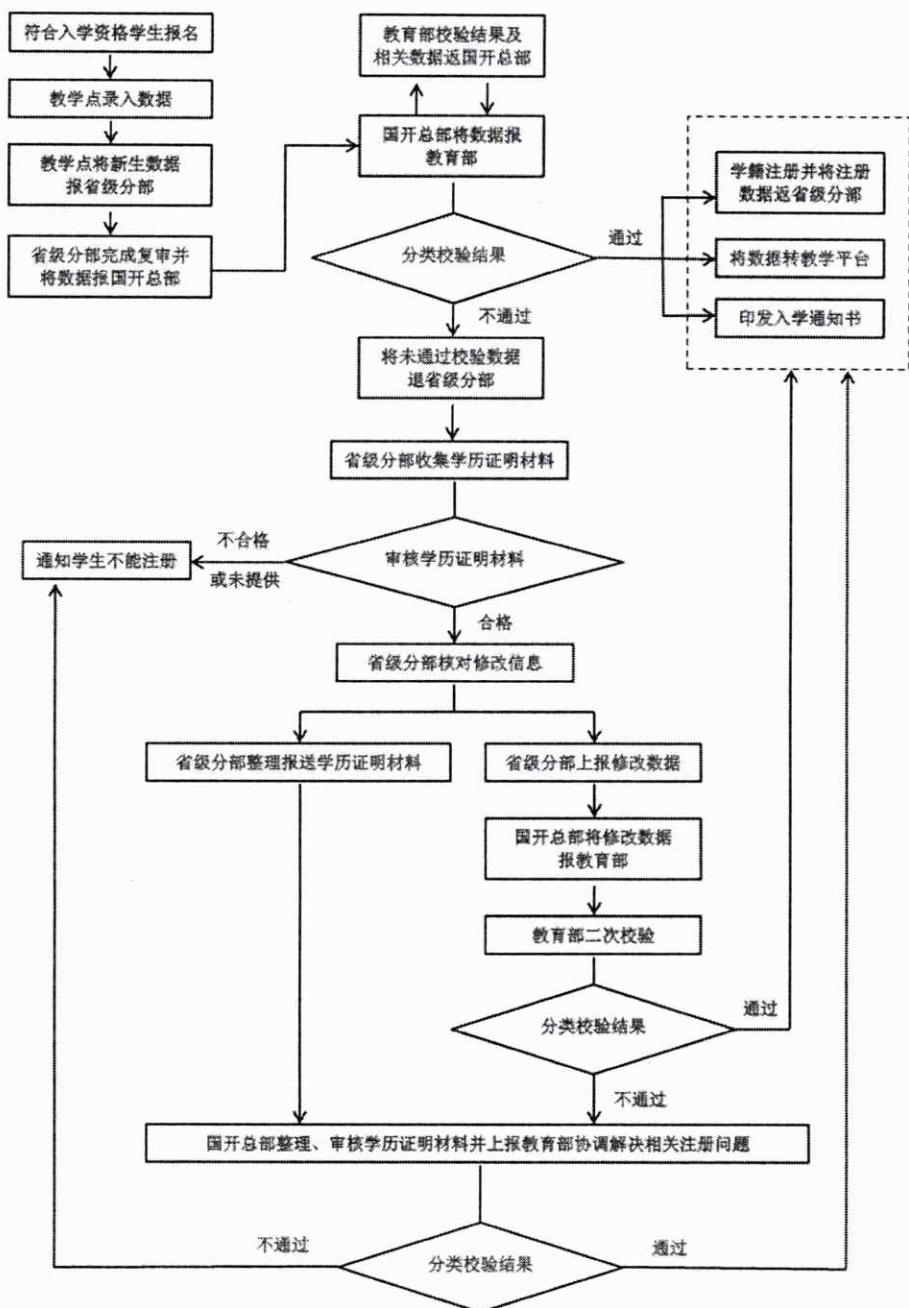 符合入学资格学生报名
教学点录入数据
教学点将新生数据
报省级分部
省级分部完成复审并
将数据报国开总部
教育部校验结果及
相关数据返国开总部
国开总部将数据报
教育部
分类校验结果
通过
学籍注册并将注册
数据返省级分部
将数据转教学平台
印发入学通知书
不通过
将未通过校验数据
退省级分部
省级分部收集学历证明材料
审核学历证明材料
不合格
或未提供
通知学生不能注册
合格
省级分部核对修改信息
省级分部整理报送学历证明材料
省级分部上报修改数据
国开总部将修改数据
报教育部
教育部二次校验
分类校验结果
通过
不通过
国开总部整理、审核学历证明材料并上报教育部协调解决相关注册问题
不通过
分类校验结果
通过